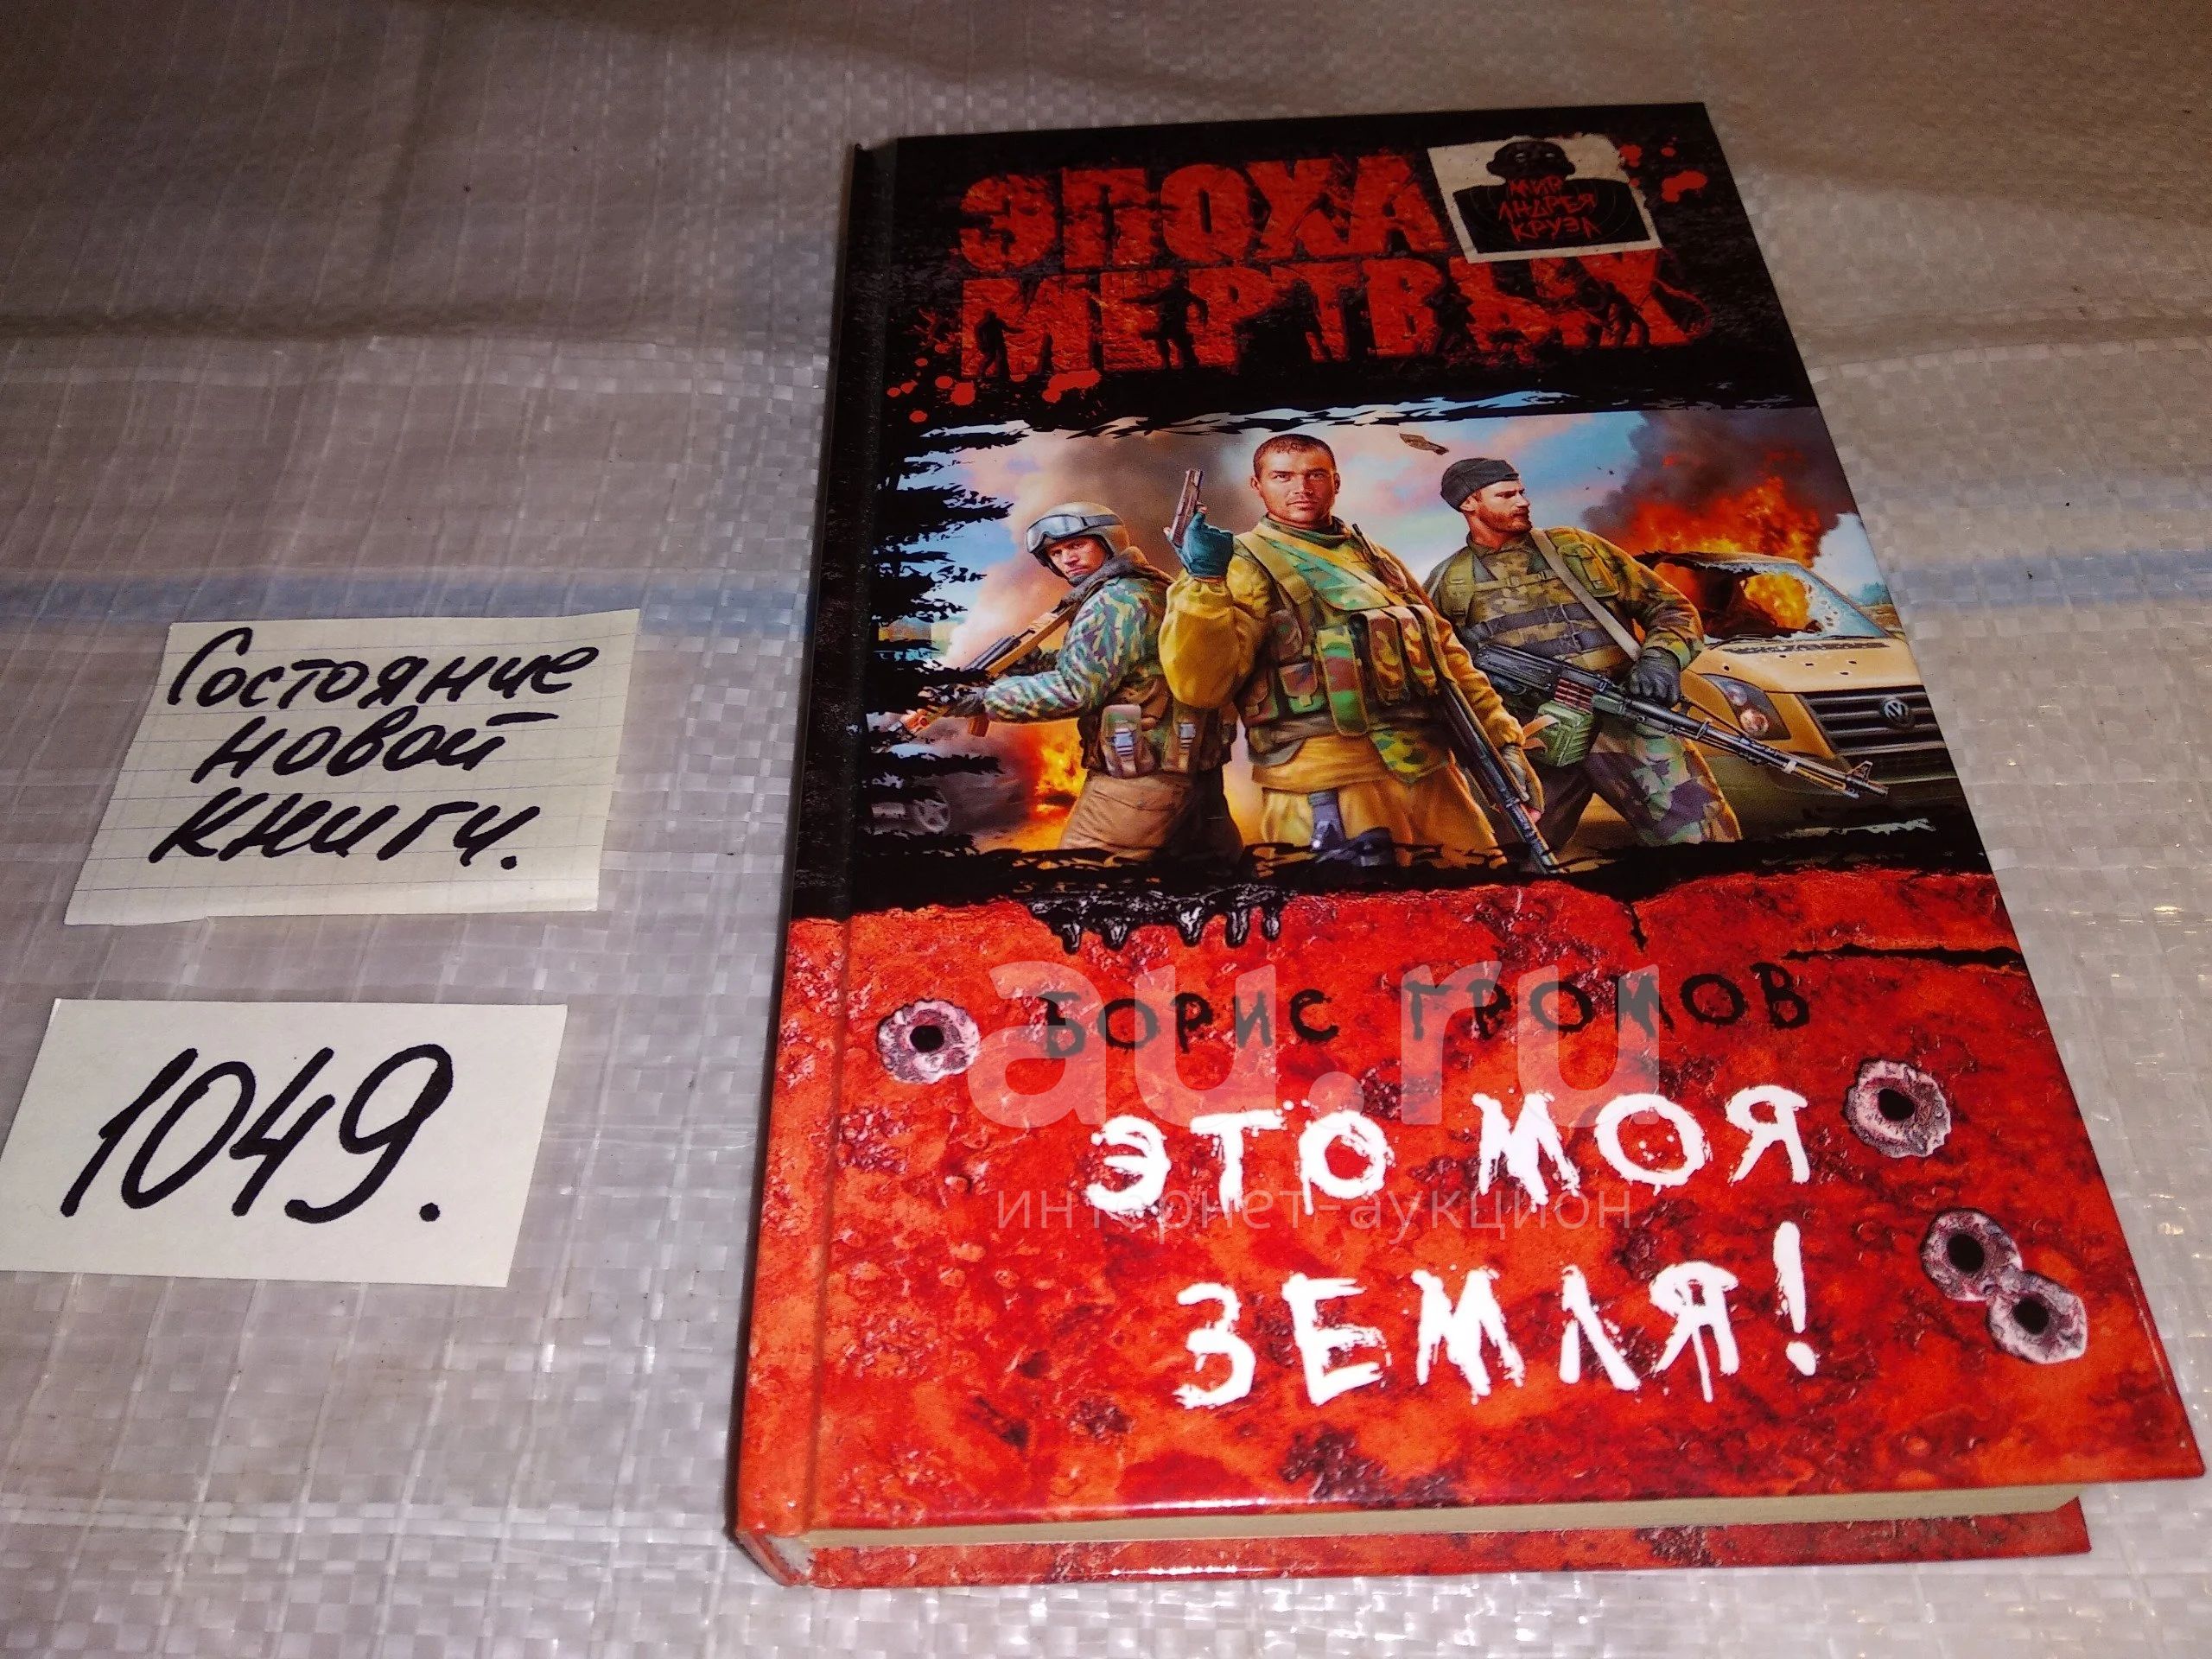 Состояние
новой
книги.
1049.
ЭПОХА
МЕРТВЫХ
МИР
АНДРЕЯ
КРУЗА
БОРИС ГРОМОВ
ЭТО МОЯ
ЗЕМЛЯ!
au.ru
интернет-аукцион